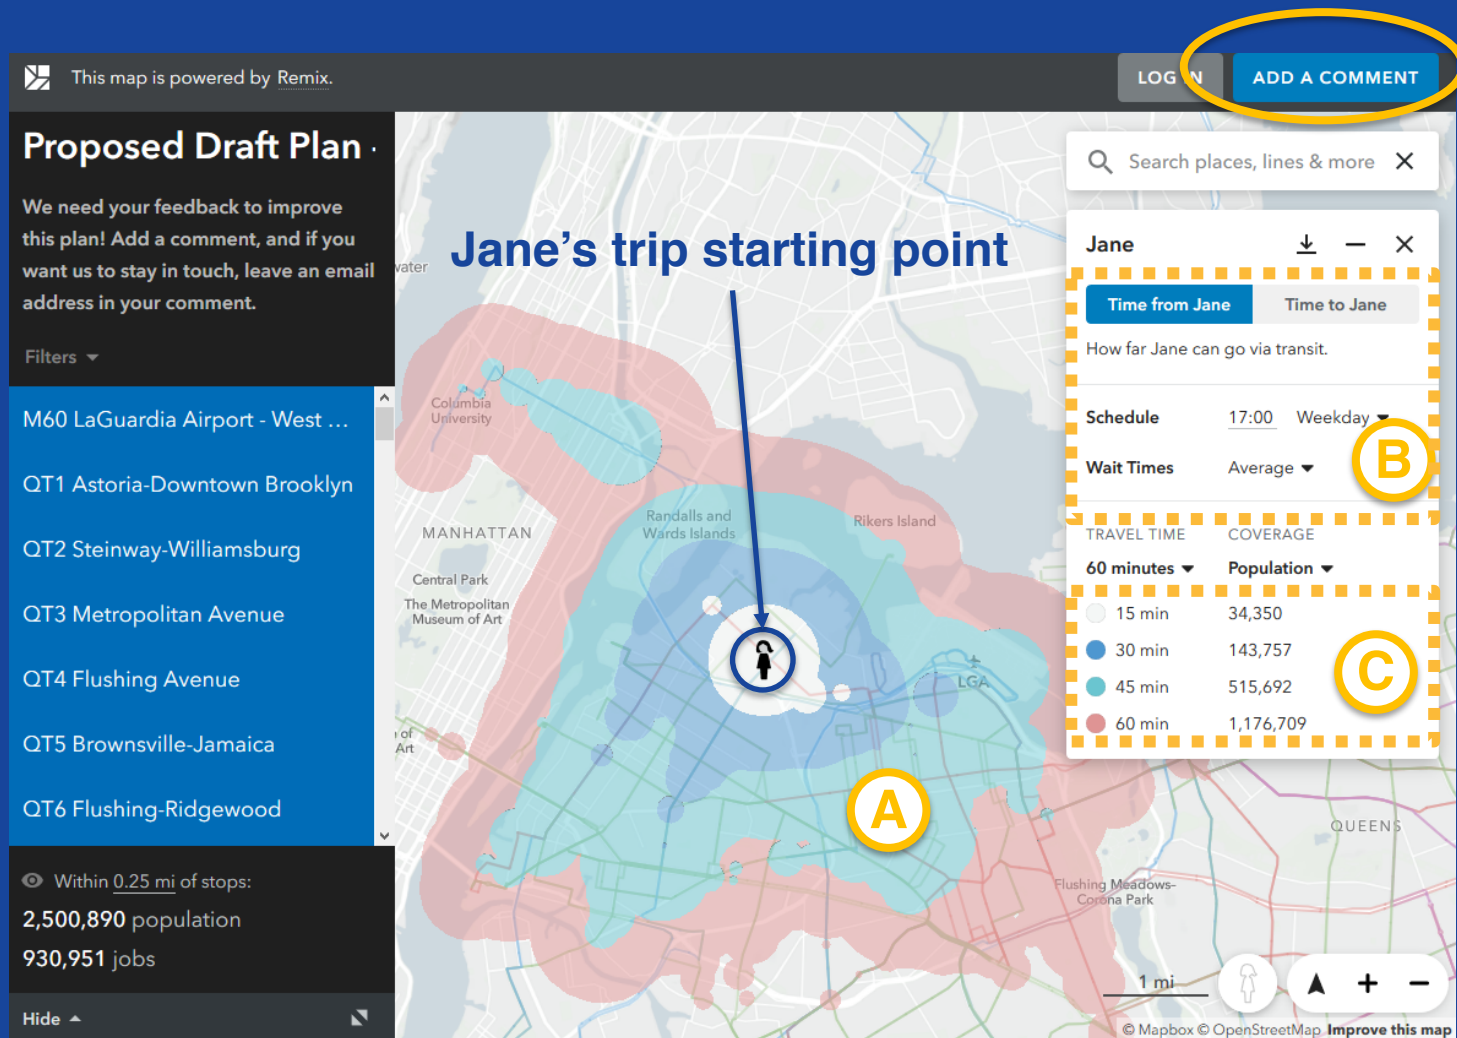 This map is powered by Remix.
LOG IN
ADD A COMMENT
Proposed Draft Plan
We need your feedback to improve
this plan! Add a comment, and if you
want us to stay in touch, leave an email
address in your comment.
Filters
M60 LaGuardia Airport - West ...
QT1 Astoria-Downtown Brooklyn
QT2 Steinway-Williamsburg
QT3 Metropolitan Avenue
QT4 Flushing Avenue
QT5 Brownsville-Jamaica
QT6 Flushing-Ridgewood
Within 0.25 mi of stops:
2,500,890 population
930,951 jobs
Hide
Jane's trip starting point
water
Columbia
University
MANHATTAN
Randalls and
Wards Islands
Rikers Island
Central Park
The Metropolitan
Museum of Art
LGA
of
Art
A
QUEENS
Flushing Meadows-
Corona Park
1 mi
© Mapbox © OpenStreetMap Improve this map
Search places, lines & more
Jane
Time from Jane
Time to Jane
How far Jane can go via transit.
Schedule 17:00 Weekday
Wait Times Average
B
TRAVEL TIME COVERAGE
60 minutes Population
15 min 34,350
30 min 143,757
45 min 515,692
60 min 1,176,709
C